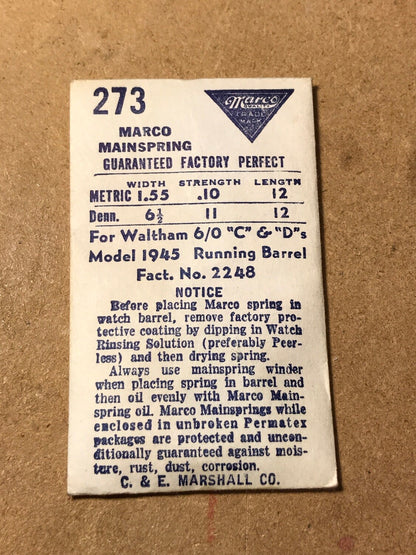 273
Marco
QUALITY
TRADE
MARK
MARCO
MAINSPRING
GUARANTEED FACTORY PERFECT
WIDTH STRENGTH LENGTH
METRIC 1.55 .10 12
Denn. 6½ 11 12
For Waltham 6/0 "C" & "D"s
Model 1945 Running Barrel
Fact. No. 2248
NOTICE
Before placing Marco spring in
watch barrel, remove factory pro-
tective coating by dipping in Watch
Rinsing Solution (preferably Peer-
less) and then drying spring.
Always use mainspring winder
when placing spring in barrel and
then oil evenly with Marco Main-
spring oil. Marco Mainsprings while
enclosed in unbroken Permatex
packages are protected and uncon-
ditionally guaranteed against mois-
ture, rust, dust, corrosion.
C. & E. MARSHALL CO.